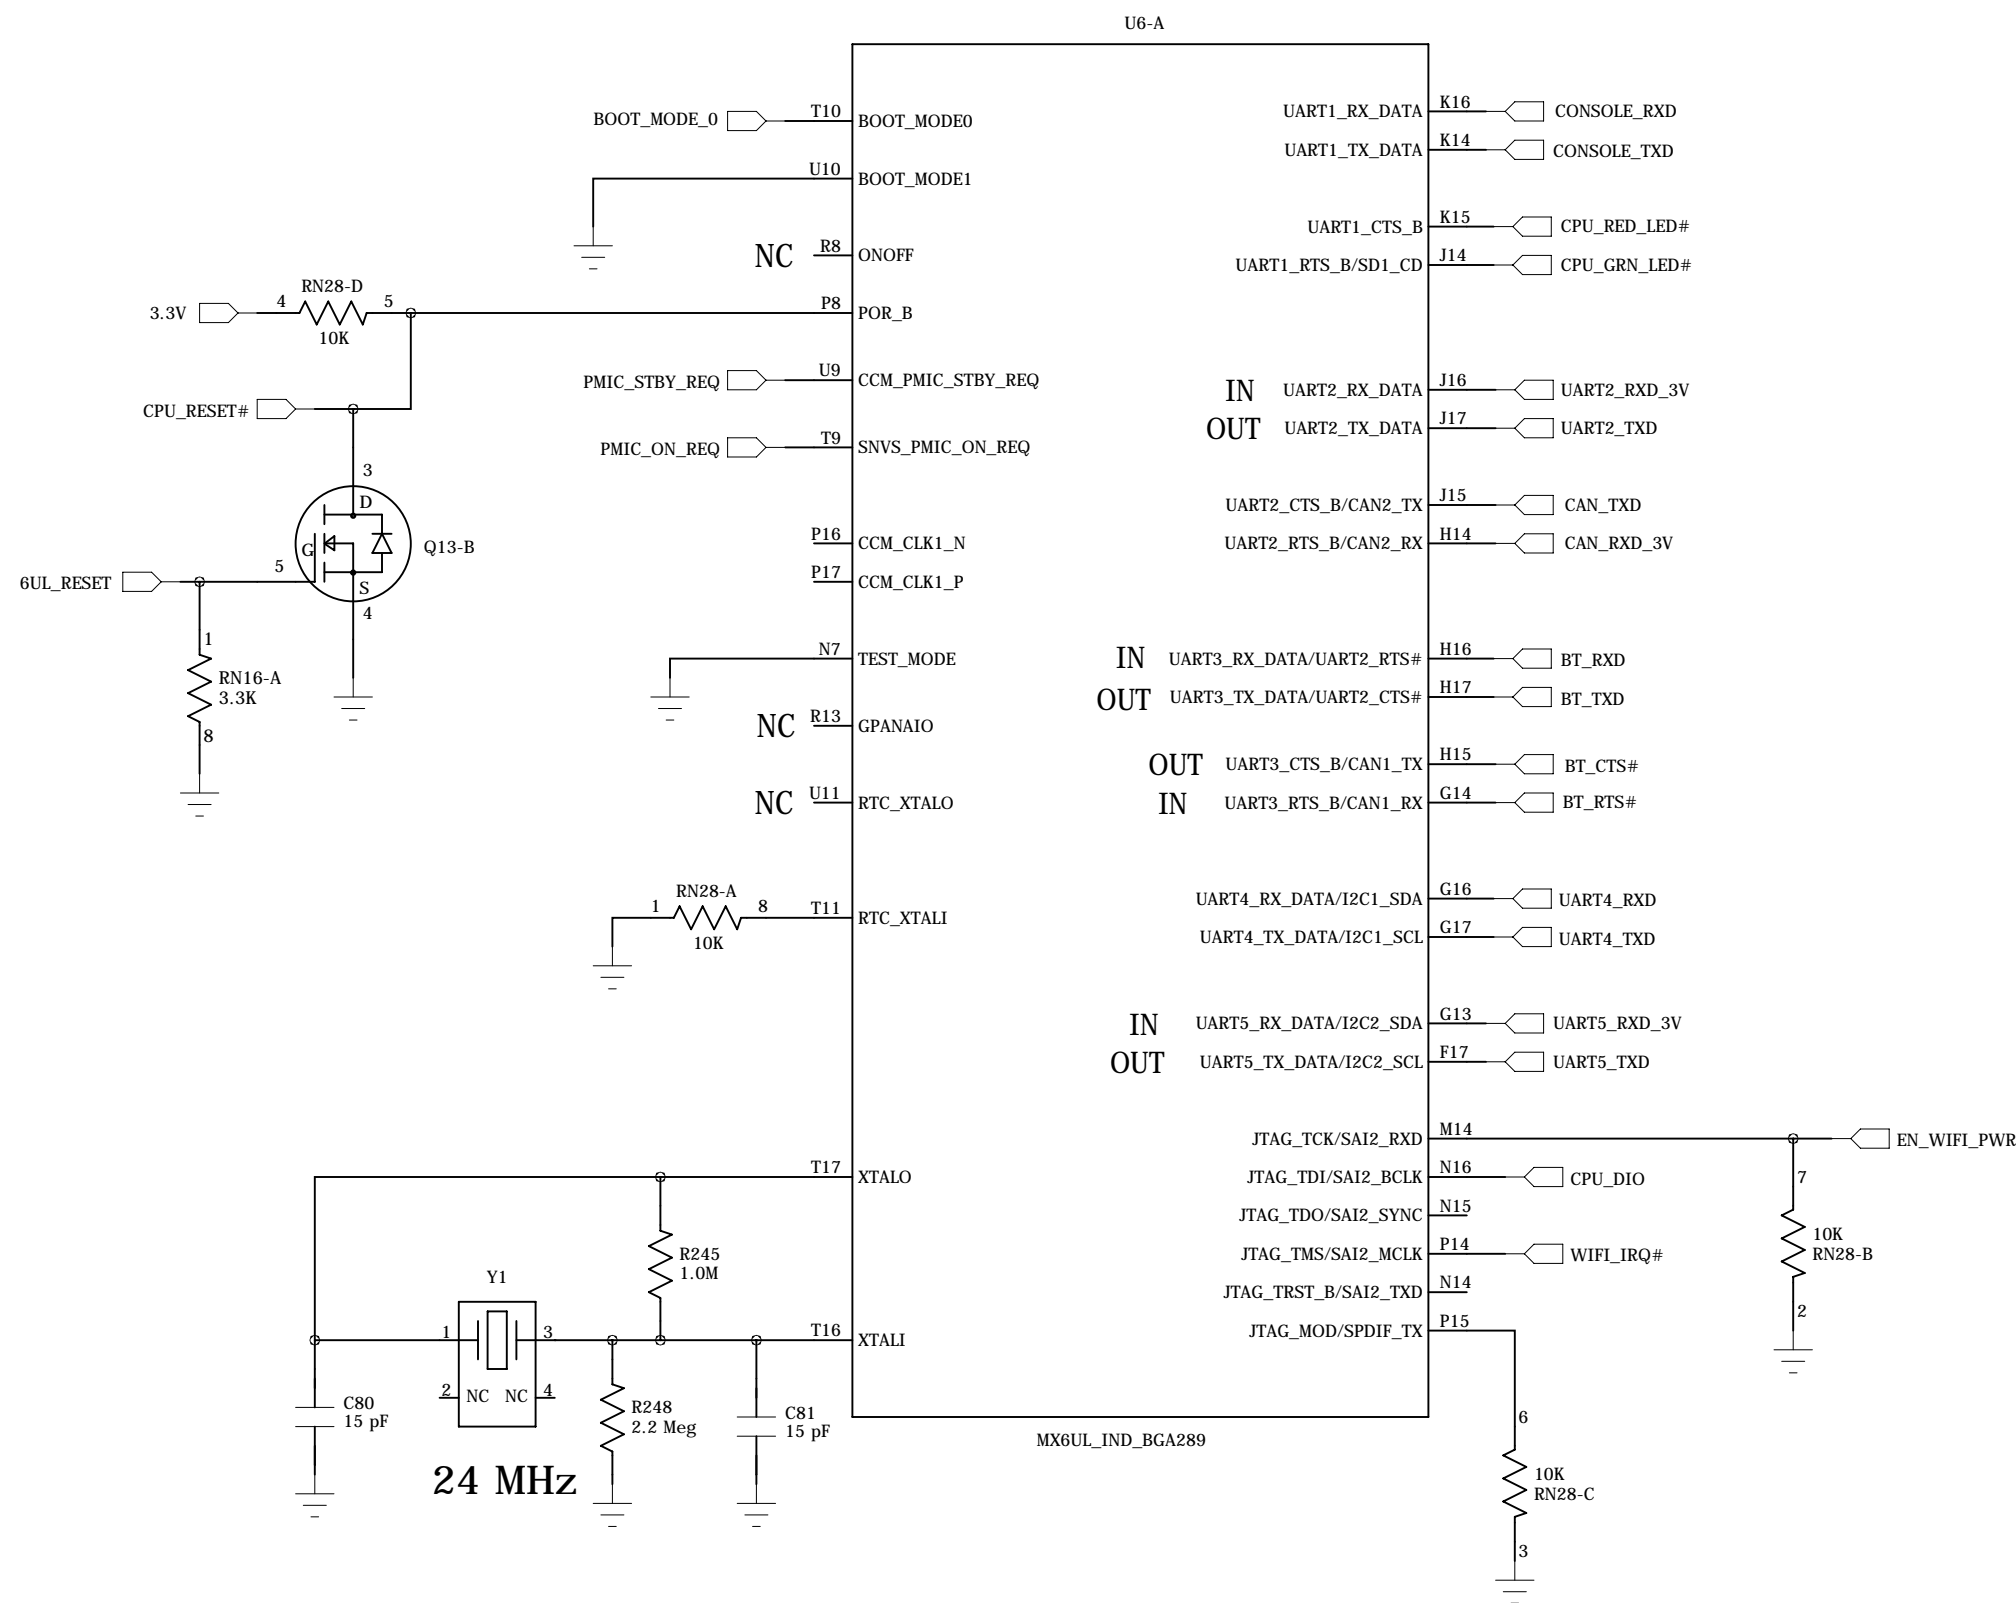 U6-A
BOOT_MODE_0
T10
BOOT_MODE0
U10
BOOT_MODE1
NC
R8
ONOFF
RN28-D
3.3V
4
5
10K
P8
POR_B
PMIC_STBY_REQ
U9
CCM_PMIC_STBY_REQ
CPU_RESET#
PMIC_ON_REQ
T9
SNVS_PMIC_ON_REQ
3
D
G
S
Q13-B
5
4
6UL_RESET
1
RN16-A
3.3K
8
P16
CCM_CLK1_N
P17
CCM_CLK1_P
N7
TEST_MODE
NC
R13
GPANAIO
NC
U11
RTC_XTALO
RN28-A
1
8
10K
T11
RTC_XTALI
T17
XTALO
R245
1.0M
Y1
1
3
2
NC
NC
4
T16
XTALI
C80
15 pF
R248
2.2 Meg
C81
15 pF
24 MHz
UART1_RX_DATA
K16
CONSOLE_RXD
UART1_TX_DATA
K14
CONSOLE_TXD
UART1_CTS_B
K15
CPU_RED_LED#
UART1_RTS_B/SD1_CD
J14
CPU_GRN_LED#
IN
UART2_RX_DATA
J16
UART2_RXD_3V
OUT
UART2_TX_DATA
J17
UART2_TXD
UART2_CTS_B/CAN2_TX
J15
CAN_TXD
UART2_RTS_B/CAN2_RX
H14
CAN_RXD_3V
IN
UART3_RX_DATA/UART2_RTS#
H16
BT_RXD
OUT
UART3_TX_DATA/UART2_CTS#
H17
BT_TXD
OUT
UART3_CTS_B/CAN1_TX
H15
BT_CTS#
IN
UART3_RTS_B/CAN1_RX
G14
BT_RTS#
UART4_RX_DATA/I2C1_SDA
G16
UART4_RXD
UART4_TX_DATA/I2C1_SCL
G17
UART4_TXD
IN
UART5_RX_DATA/I2C2_SDA
G13
UART5_RXD_3V
OUT
UART5_TX_DATA/I2C2_SCL
F17
UART5_TXD
JTAG_TCK/SAI2_RXD
M14
EN_WIFI_PWR
JTAG_TDI/SAI2_BCLK
N16
CPU_DIO
7
JTAG_TDO/SAI2_SYNC
N15
10K
RN28-B
JTAG_TMS/SAI2_MCLK
P14
WIFI_IRQ#
JTAG_TRST_B/SAI2_TXD
N14
2
JTAG_MOD/SPDIF_TX
P15
6
10K
RN28-C
3
MX6UL_IND_BGA289